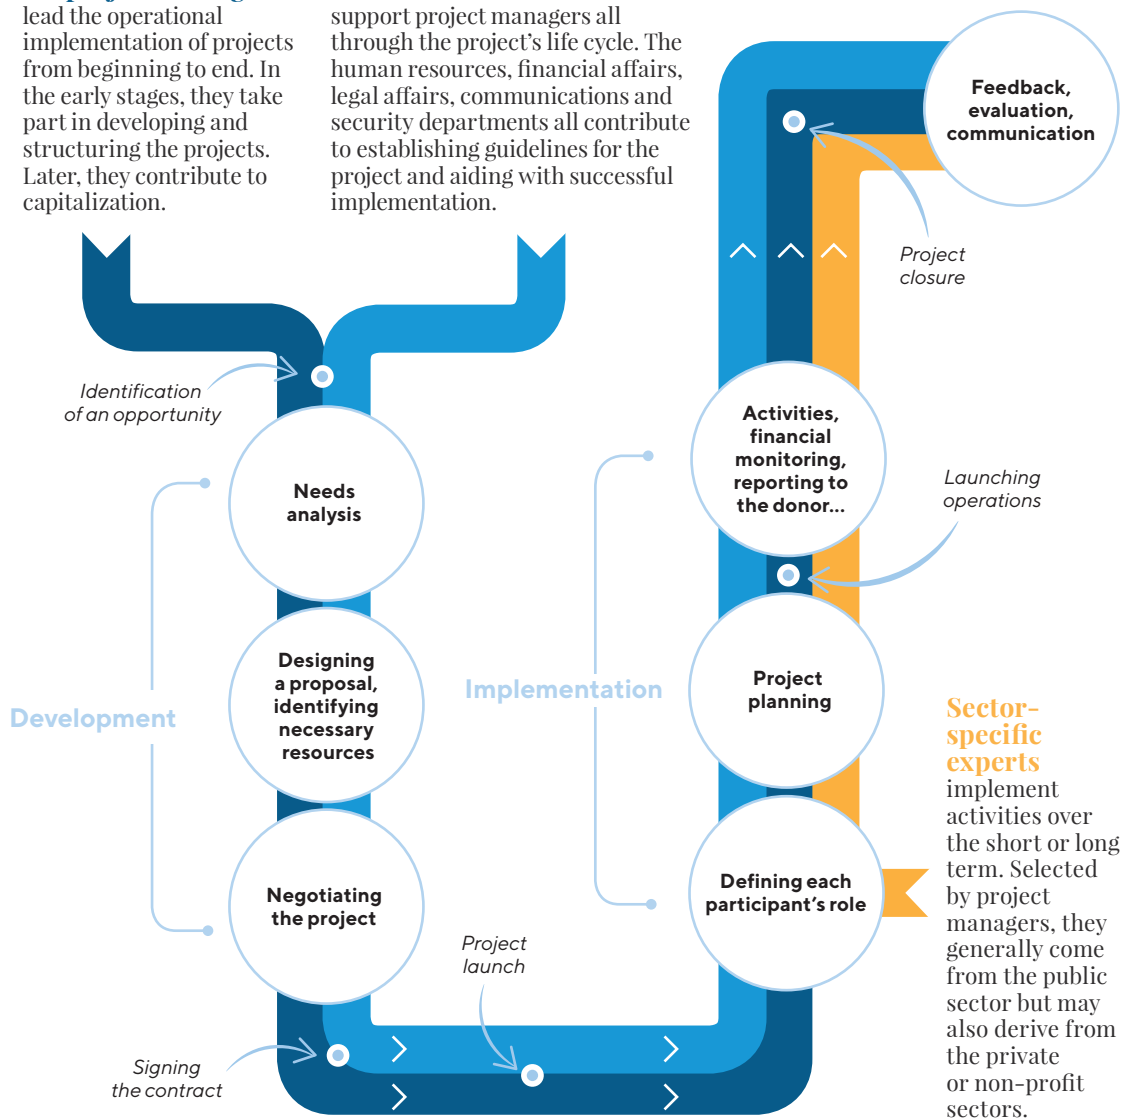 lead the operational
implementation of projects
from beginning to end. In
the early stages, they take
part in developing and
structuring the projects.
Later, they contribute to
capitalization.
support project managers all
through the project's life cycle. The
human resources, financial affairs,
legal affairs, communications and
security departments all contribute
to establishing guidelines for the
project and aiding with successful
implementation.
Feedback,
evaluation,
communication
Project
closure
Identification
of an opportunity
Activities,
financial
monitoring,
reporting to
the donor...
Needs
analysis
Launching
operations
Designing
a proposal,
identifying
necessary
resources
Development
Implementation
Project
planning
Sector-
specific
experts
implement
activities over
the short or long
term. Selected
by project
managers, they
generally come
from the public
sector but may
also derive from
the private
or non-profit
sectors.
Negotiating
the project
Defining each
participant's role
Project
launch
Signing
the contract